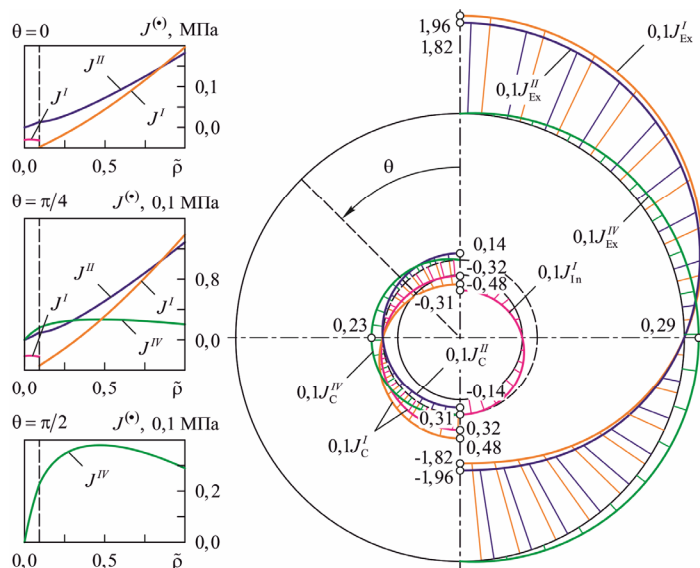 θ = 0 J⁽•⁾, МПа
J^II
J^I
J^I
0,1
0,0
0,0 0,5 ρ̃
θ = π/4 J⁽•⁾, 0,1 МПа
J^II
J^I
J^I
J^IV
0,8
0,0
0,0 0,5 ρ̃
θ = π/2 J⁽•⁾, 0,1 МПа
J^IV
0,2
0,0
0,0 0,5 ρ̃
1,96
1,82
0,1J^I_Ex
0,1J^II_Ex
θ
0,1J^IV_Ex
0,14
-0,32
-0,48
0,1J^I_In
-0,31
0,23
0,29
0,1J^II_C
0,1J^IV_C
-0,14
0,31
0,1J^I_C
0,32
0,48
-1,82
-1,96